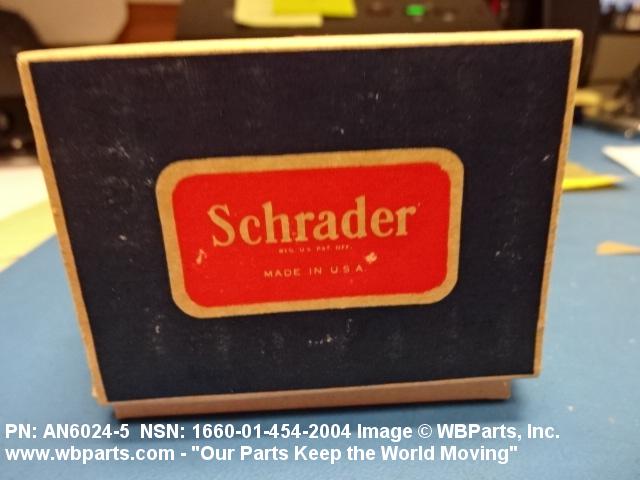 Schrader
REG. U.S. PAT. OFF.
MADE IN U.S.A.
PN: AN6024-5 NSN: 1660-01-454-2004 Image © WBParts, Inc.
www.wbparts.com - "Our Parts Keep the World Moving"